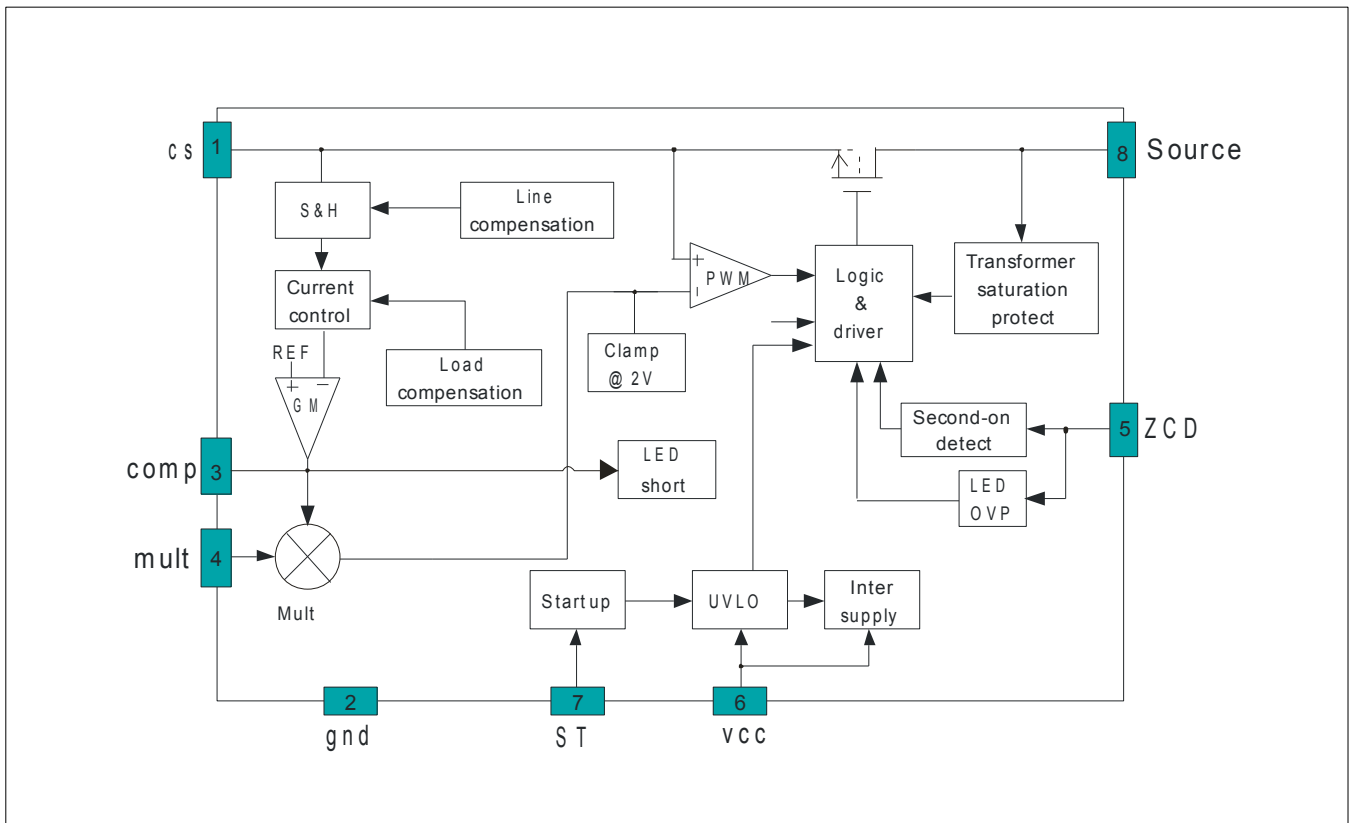 cs
1
8
Source
S&H
Line
compensation
+
PWM
-
Logic
&
driver
Transformer
saturation
protect
Current
control
REF
+
-
GM
Load
compensation
Clamp
@ 2V
Second-on
detect
5
ZCD
comp
3
LED
short
LED
OVP
mult
4
Mult
Startup
UVLO
Inter
supply
2
gnd
7
ST
6
vcc